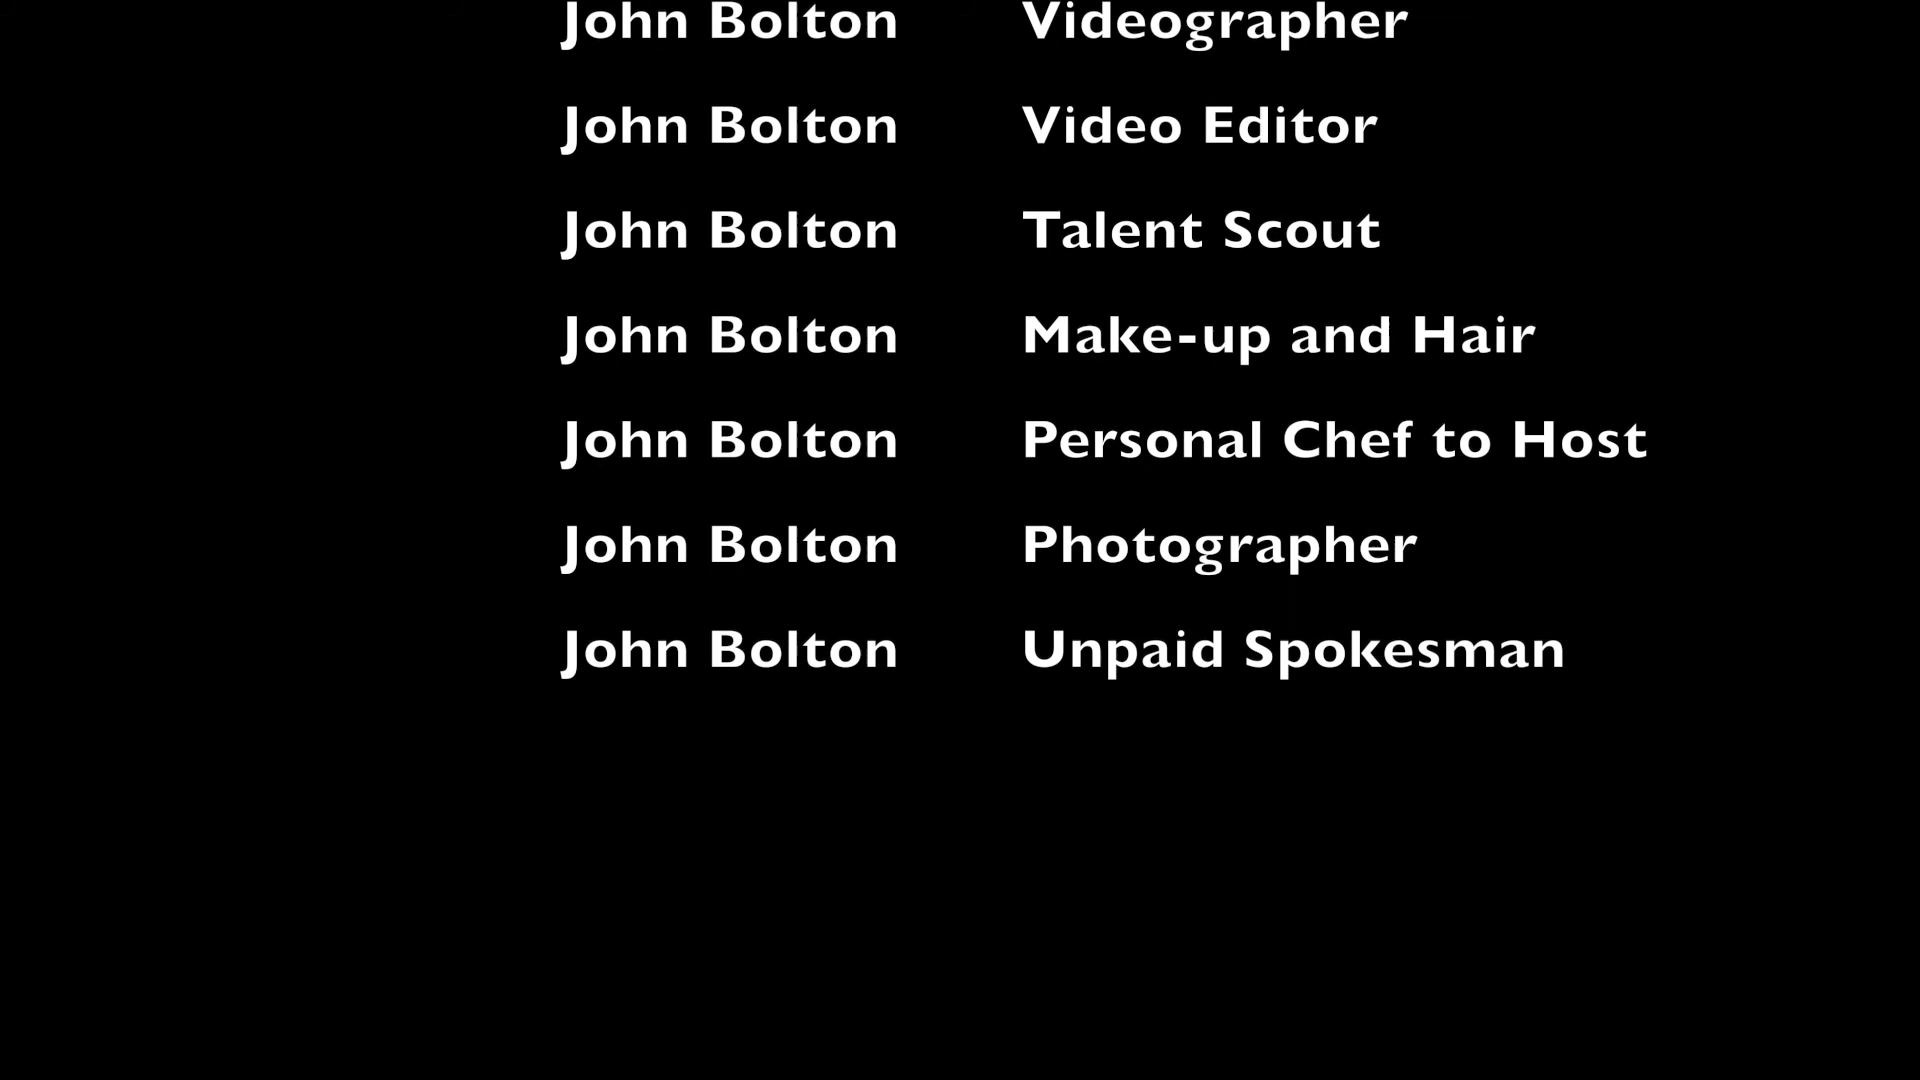 John Bolton Videographer
John Bolton Video Editor
John Bolton Talent Scout
John Bolton Make-up and Hair
John Bolton Personal Chef to Host
John Bolton Photographer
John Bolton Unpaid Spokesman